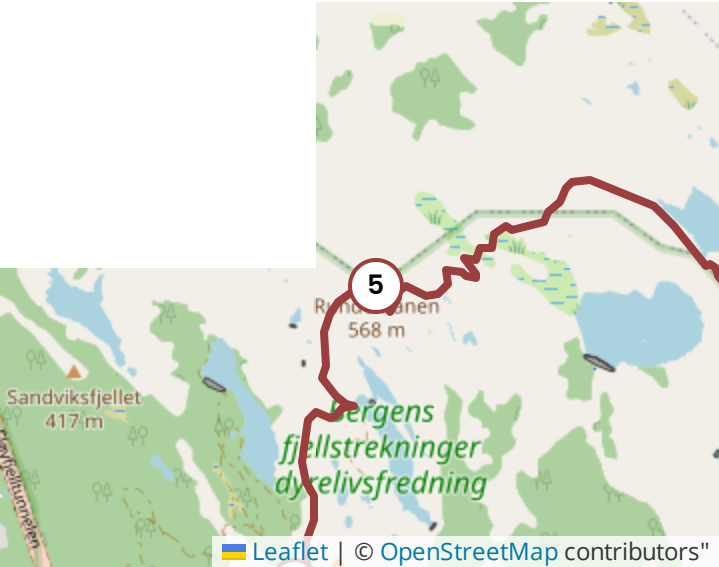 5
568 m
Sandviksfjellet
417 m
Bergens
fjellstrekninger
dyrelivsfredning
Leaflet | © OpenStreetMap contributors"